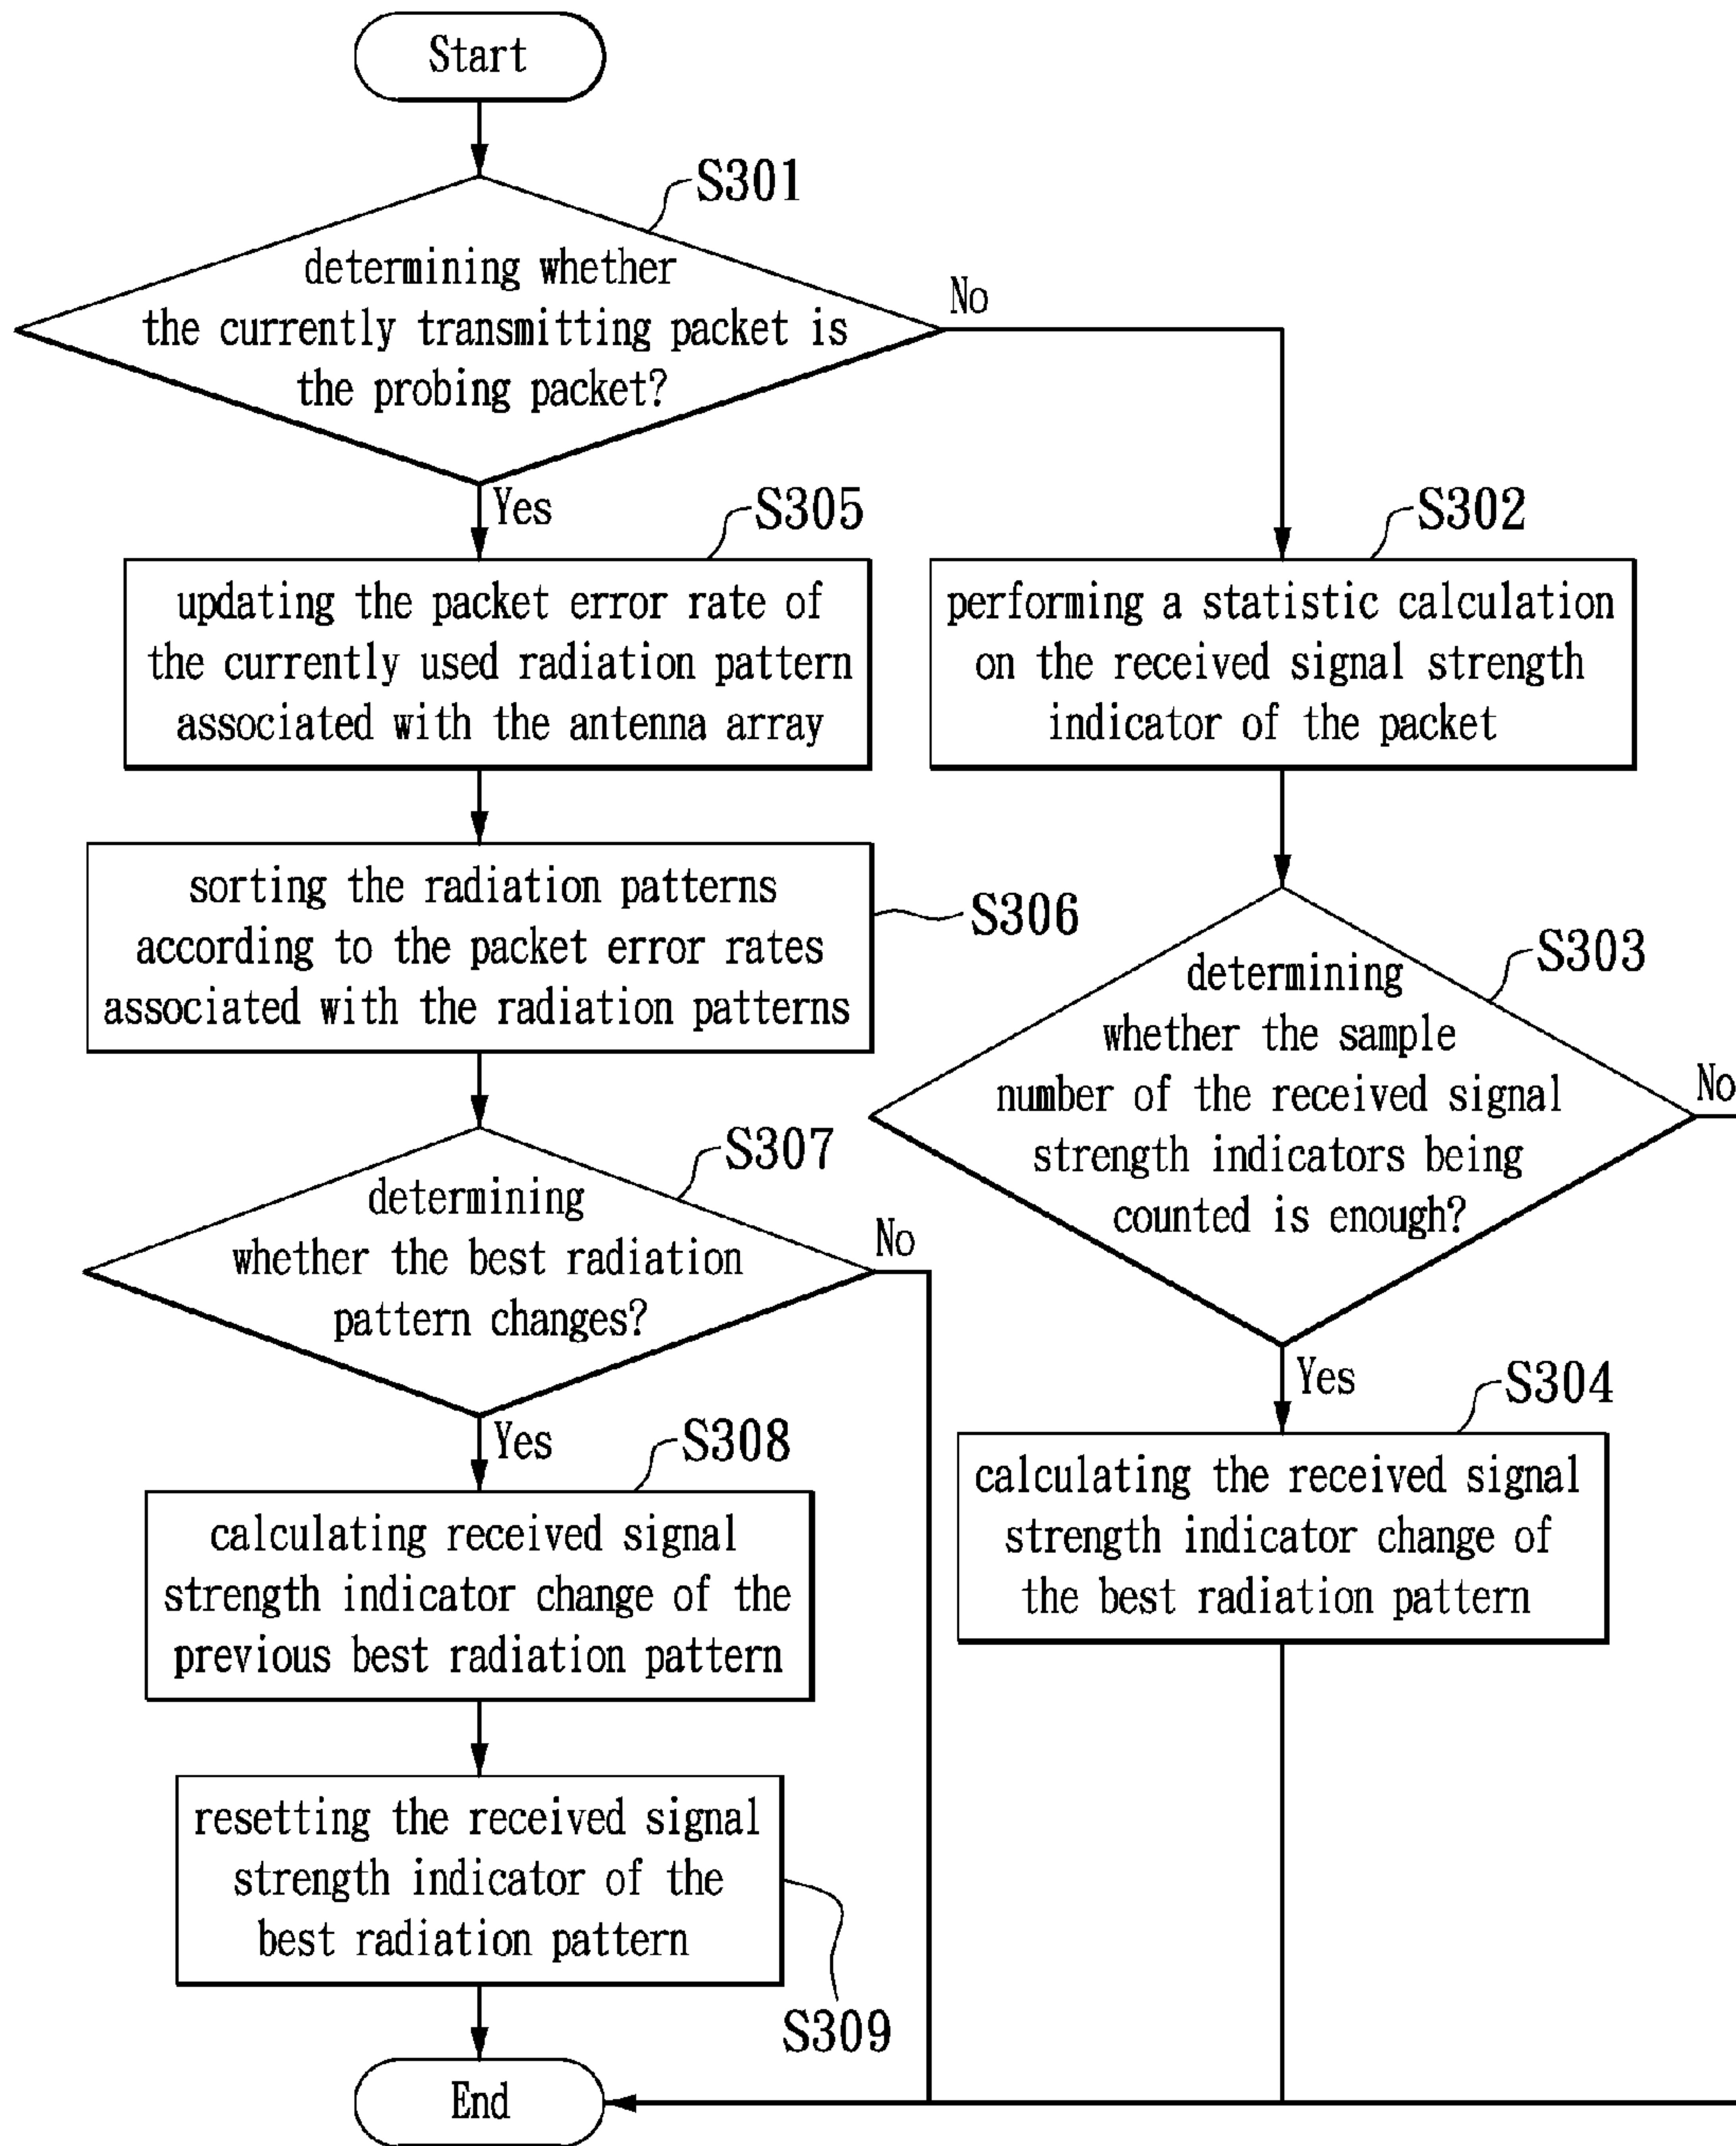 Start
S301
determining whether
the currently transmitting packet is
the probing packet?
No
Yes
S305
updating the packet error rate of
the currently used radiation pattern
associated with the antenna array
S302
performing a statistic calculation
on the received signal strength
indicator of the packet
sorting the radiation patterns
according to the packet error rates
associated with the radiation patterns
S306
S303
determining
whether the sample
number of the received signal
strength indicators being
counted is enough?
No
S307
determining
whether the best radiation
pattern changes?
No
Yes
S304
calculating the received signal
strength indicator change of
the best radiation pattern
Yes
S308
calculating received signal
strength indicator change of the
previous best radiation pattern
resetting the received signal
strength indicator of the
best radiation pattern
S309
End